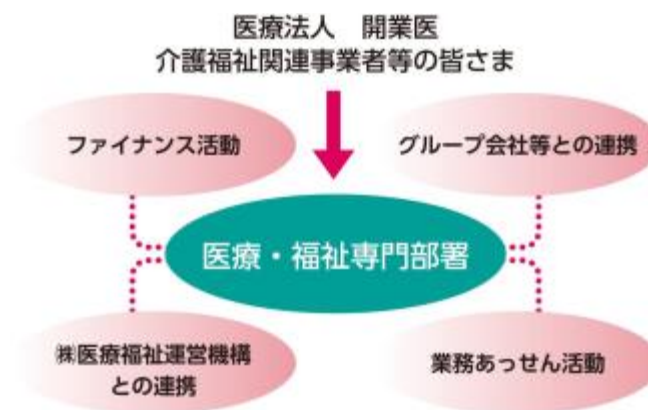 医療法人　開業医
介護福祉関連事業者等の皆さま
ファイナンス活動
グループ会社等との連携
医療・福祉専門部署
㈱医療福祉運営機構
との連携
業務あっせん活動